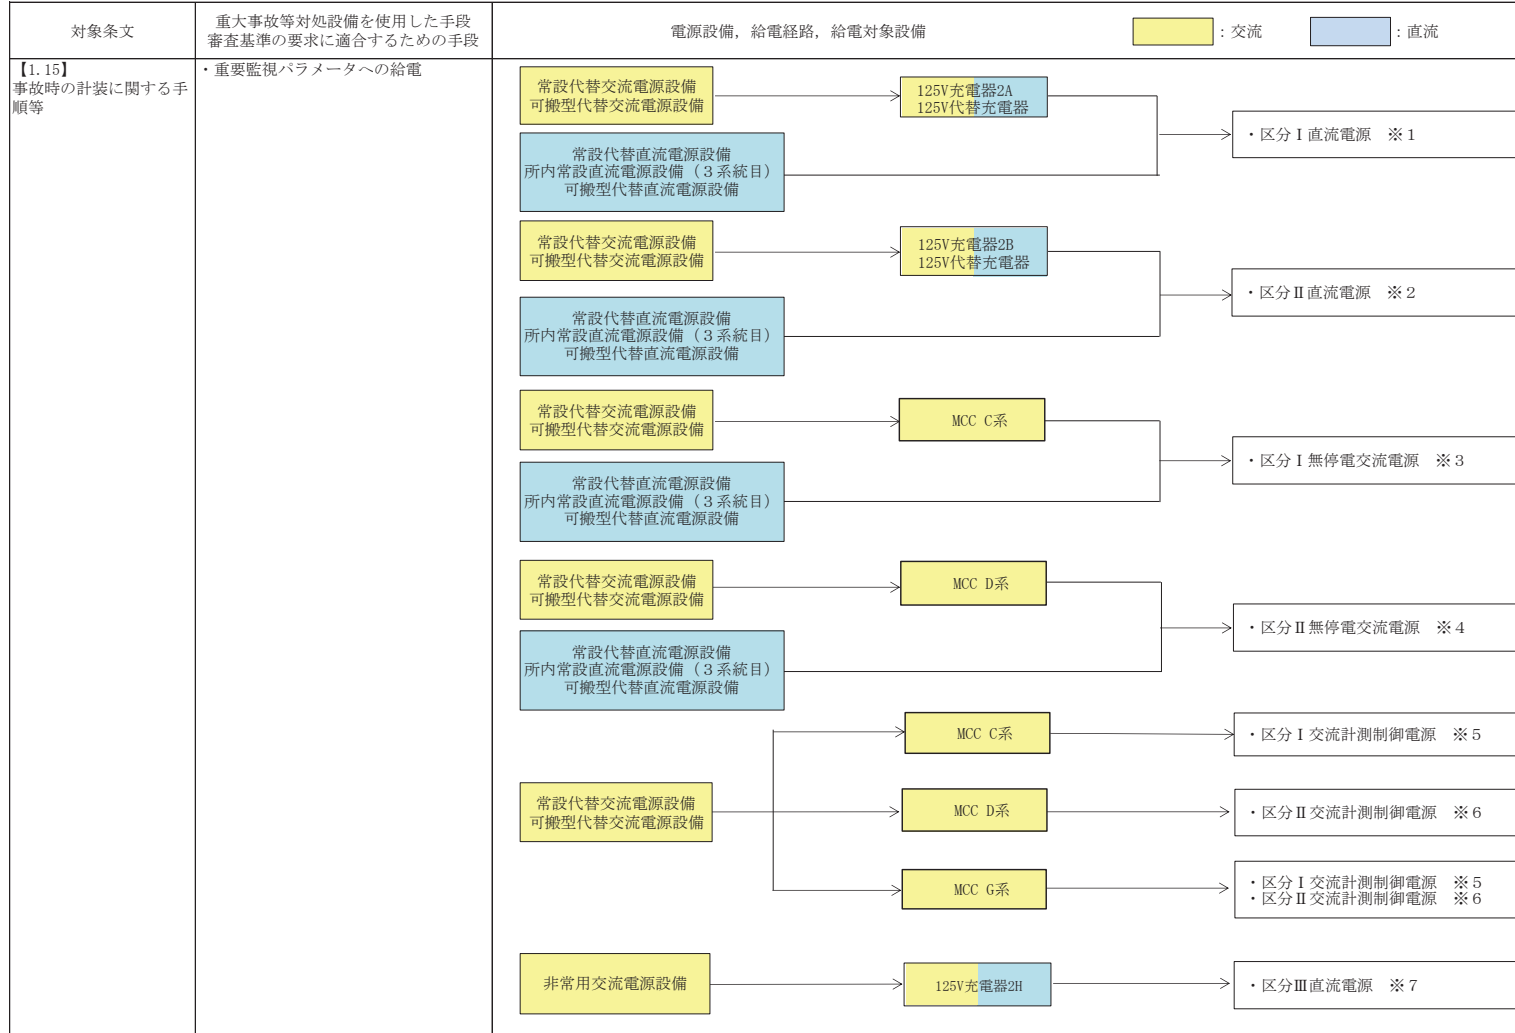 対象条文
重大事故等対処設備を使用した手段
審査基準の要求に適合するための手段
電源設備，給電経路，給電対象設備
：交流
：直流
【1.15】
事故時の計装に関する手
順等
・重要監視パラメータへの給電
常設代替交流電源設備
可搬型代替交流電源設備
125V充電器2A
125V代替充電器
・区分Ⅰ直流電源　※1
常設代替直流電源設備
所内常設直流電源設備（３系統目）
可搬型代替直流電源設備
常設代替交流電源設備
可搬型代替交流電源設備
125V充電器2B
125V代替充電器
・区分Ⅱ直流電源　※2
常設代替直流電源設備
所内常設直流電源設備（３系統目）
可搬型代替直流電源設備
常設代替交流電源設備
可搬型代替交流電源設備
MCC C系
・区分Ⅰ無停電交流電源　※3
常設代替直流電源設備
所内常設直流電源設備（３系統目）
可搬型代替直流電源設備
常設代替交流電源設備
可搬型代替交流電源設備
MCC D系
・区分Ⅱ無停電交流電源　※4
常設代替直流電源設備
所内常設直流電源設備（３系統目）
可搬型代替直流電源設備
MCC C系
・区分Ⅰ交流計測制御電源　※5
常設代替交流電源設備
可搬型代替交流電源設備
MCC D系
・区分Ⅱ交流計測制御電源　※6
MCC G系
・区分Ⅰ交流計測制御電源　※5
・区分Ⅱ交流計測制御電源　※6
非常用交流電源設備
125V充電器2H
・区分Ⅲ直流電源　※7